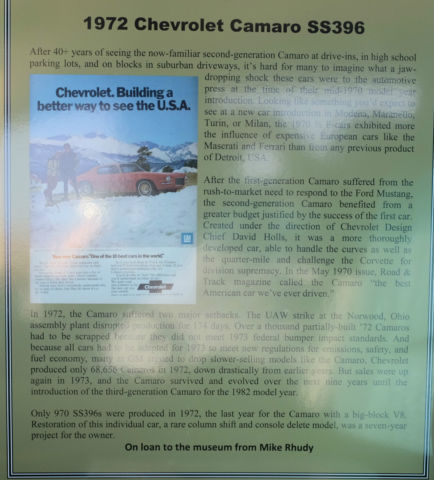 1972 Chevrolet Camaro SS396
After 40+ years of seeing the now-familiar second-generation Camaro at drive-ins, in high school
parking lots, and on blocks in suburban driveways, it's hard for many to imagine what a jaw-
dropping shock these cars were to the automotive
press at the time of their mid-1970 model year
introduction. Looking like something you'd expect to
see at a new car introduction in Modena, Maranello,
Turin, or Milan, the 1970 ½ F-cars exhibited more
the influence of expensive European cars like the
Maserati and Ferrari than from any previous product
of Detroit, USA.
Chevrolet. Building a
better way to see the U.S.A.
After the first-generation Camaro suffered from the
rush-to-market need to respond to the Ford Mustang,
the second-generation Camaro benefited from a
greater budget justified by the success of the first car.
Created under the direction of Chevrolet Design
Chief David Holls, it was a more thoroughly
developed car, able to handle the curves as well as
the quarter-mile and challenge the Corvette for
division supremacy. In the May 1970 issue, Road &
Track magazine called the Camaro "the best
American car we've ever driven."
Chevrolet
In 1972, the Camaro suffered two major setbacks. The UAW strike at the Norwood, Ohio
assembly plant disrupted production for 174 days. Over a thousand partially-built '72 Camaros
had to be scrapped because they did not meet 1973 federal bumper impact standards. And
because all cars had to be adapted for 1973 to meet new regulations for emissions, safety, and
fuel economy, many at GM argued to drop slower-selling models like the Camaro. Chevrolet
produced only 68,656 Camaros in 1972, down drastically from earlier years. But sales were up
again in 1973, and the Camaro survived and evolved over the next nine years until the
introduction of the third-generation Camaro for the 1982 model year.
Only 970 SS396s were produced in 1972, the last year for the Camaro with a big-block V8.
Restoration of this individual car, a rare column shift and console delete model, was a seven-year
project for the owner.
On loan to the museum from Mike Rhudy